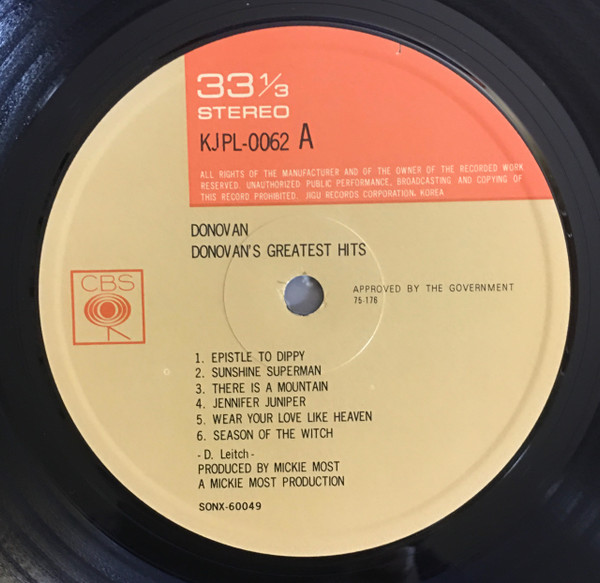 33 1/3
STEREO
KJPL-0062 A
ALL RIGHTS OF THE MANUFACTURER AND OF THE OWNER OF THE RECORDED WORK
RESERVED. UNAUTHORIZED PUBLIC PERFORMANCE, BROADCASTING AND COPYING OF
THIS RECORD PROHIBITED. JIGU RECORDS CORPORATION, KOREA
DONOVAN
DONOVAN'S GREATEST HITS
CBS
APPROVED BY THE GOVERNMENT
75-176
1. EPISTLE TO DIPPY
2. SUNSHINE SUPERMAN
3. THERE IS A MOUNTAIN
4. JENNIFER JUNIPER
5. WEAR YOUR LOVE LIKE HEAVEN
6. SEASON OF THE WITCH
- D. Leitch -
PRODUCED BY MICKIE MOST
A MICKIE MOST PRODUCTION
SONX-60049